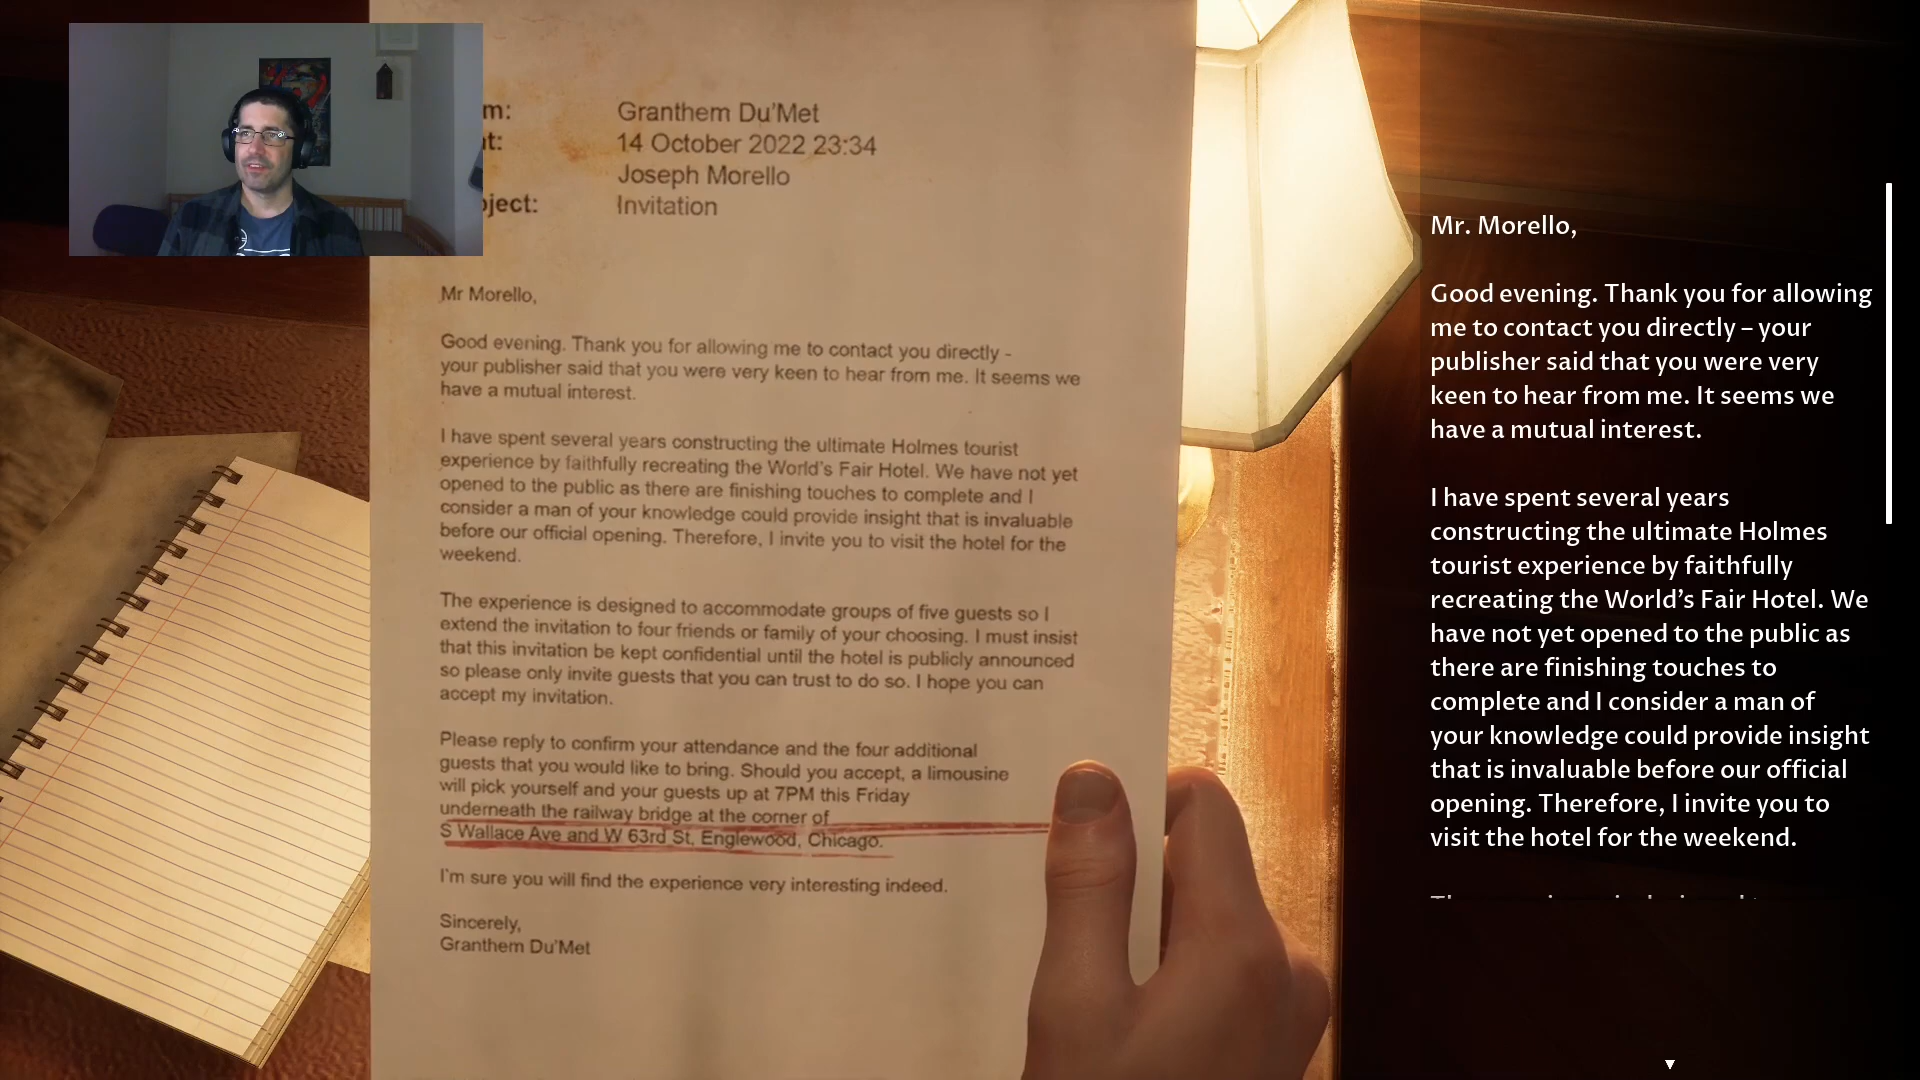 m: Granthem Du'Met
t: 14 October 2022 23:34
Joseph Morello
ject: Invitation
Mr Morello,
Good evening. Thank you for allowing me to contact you directly -
your publisher said that you were very keen to hear from me. It seems we
have a mutual interest.
I have spent several years constructing the ultimate Holmes tourist
experience by faithfully recreating the World's Fair Hotel. We have not yet
opened to the public as there are finishing touches to complete and I
consider a man of your knowledge could provide insight that is invaluable
before our official opening. Therefore, I invite you to visit the hotel for the
weekend.
The experience is designed to accommodate groups of five guests so I
extend the invitation to four friends or family of your choosing. I must insist
that this invitation be kept confidential until the hotel is publicly announced
so please only invite guests that you can trust to do so. I hope you can
accept my invitation.
Please reply to confirm your attendance and the four additional
guests that you would like to bring. Should you accept, a limousine
will pick yourself and your guests up at 7PM this Friday
underneath the railway bridge at the corner of
S Wallace Ave and W 63rd St, Englewood, Chicago.
I'm sure you will find the experience very interesting indeed.
Sincerely,
Granthem Du'Met
Mr. Morello,
Good evening. Thank you for allowing
me to contact you directly – your
publisher said that you were very
keen to hear from me. It seems we
have a mutual interest.
I have spent several years
constructing the ultimate Holmes
tourist experience by faithfully
recreating the World's Fair Hotel. We
have not yet opened to the public as
there are finishing touches to
complete and I consider a man of
your knowledge could provide insight
that is invaluable before our official
opening. Therefore, I invite you to
visit the hotel for the weekend.